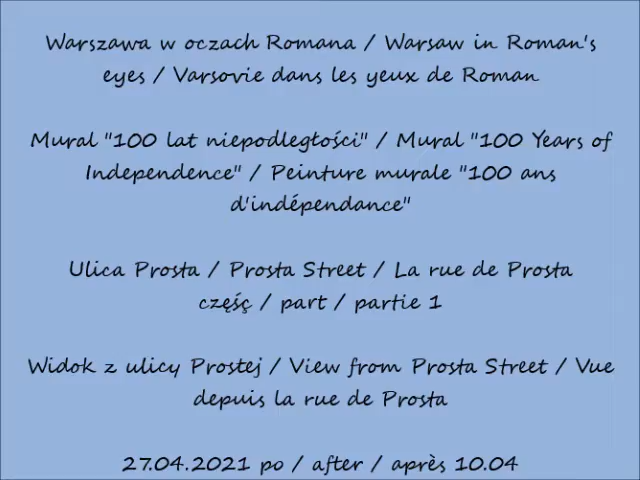 Warszawa w oczach Romana / Warsaw in Roman's
eyes / Varsovie dans les yeux de Roman
Mural "100 lat niepodległości" / Mural "100 Years of
Independence" / Peinture murale "100 ans
d'indépendance"
Ulica Prosta / Prosta Street / La rue de Prosta
częśç / part / partie 1
Widok z ulicy Prostej / View from Prosta Street / Vue
depuis la rue de Prosta
27.04.2021 po / after / après 10.04